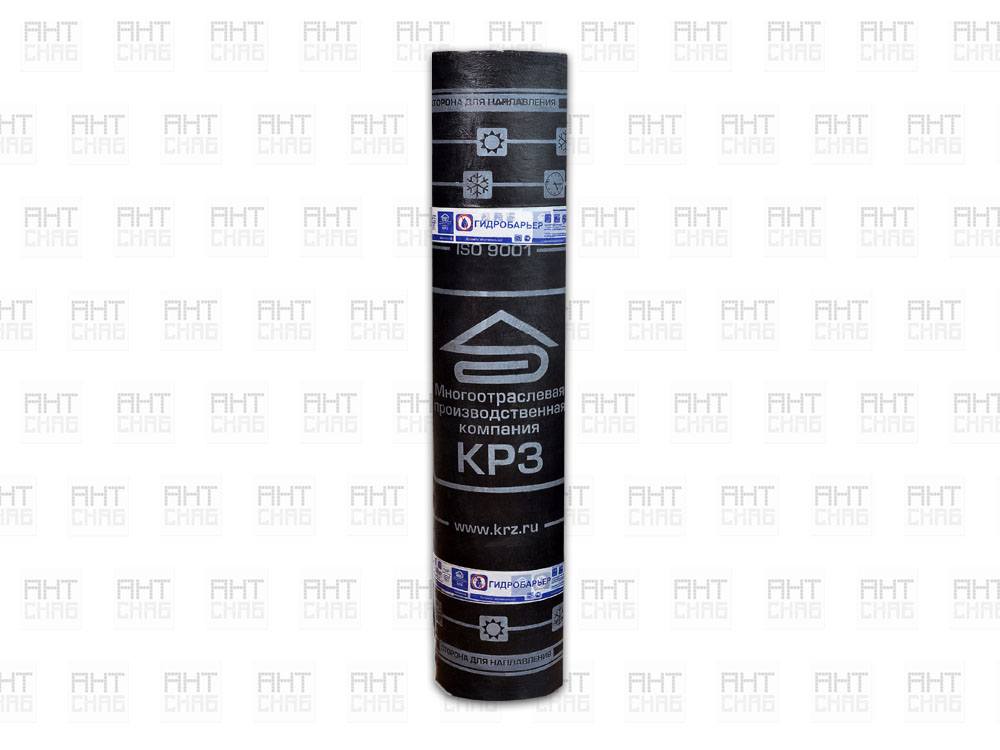 СТОРОНА ДЛЯ НАПЛАВЛЕНИЯ
ГИДРОБАРЬЕР
ISO 9001
Многоотраслевая
производственная
компания
КРЗ
www.krz.ru
ГИДРОБАРЬЕР
СТОРОНА ДЛЯ НАПЛАВЛЕНИЯ
АНТ
СНАБ